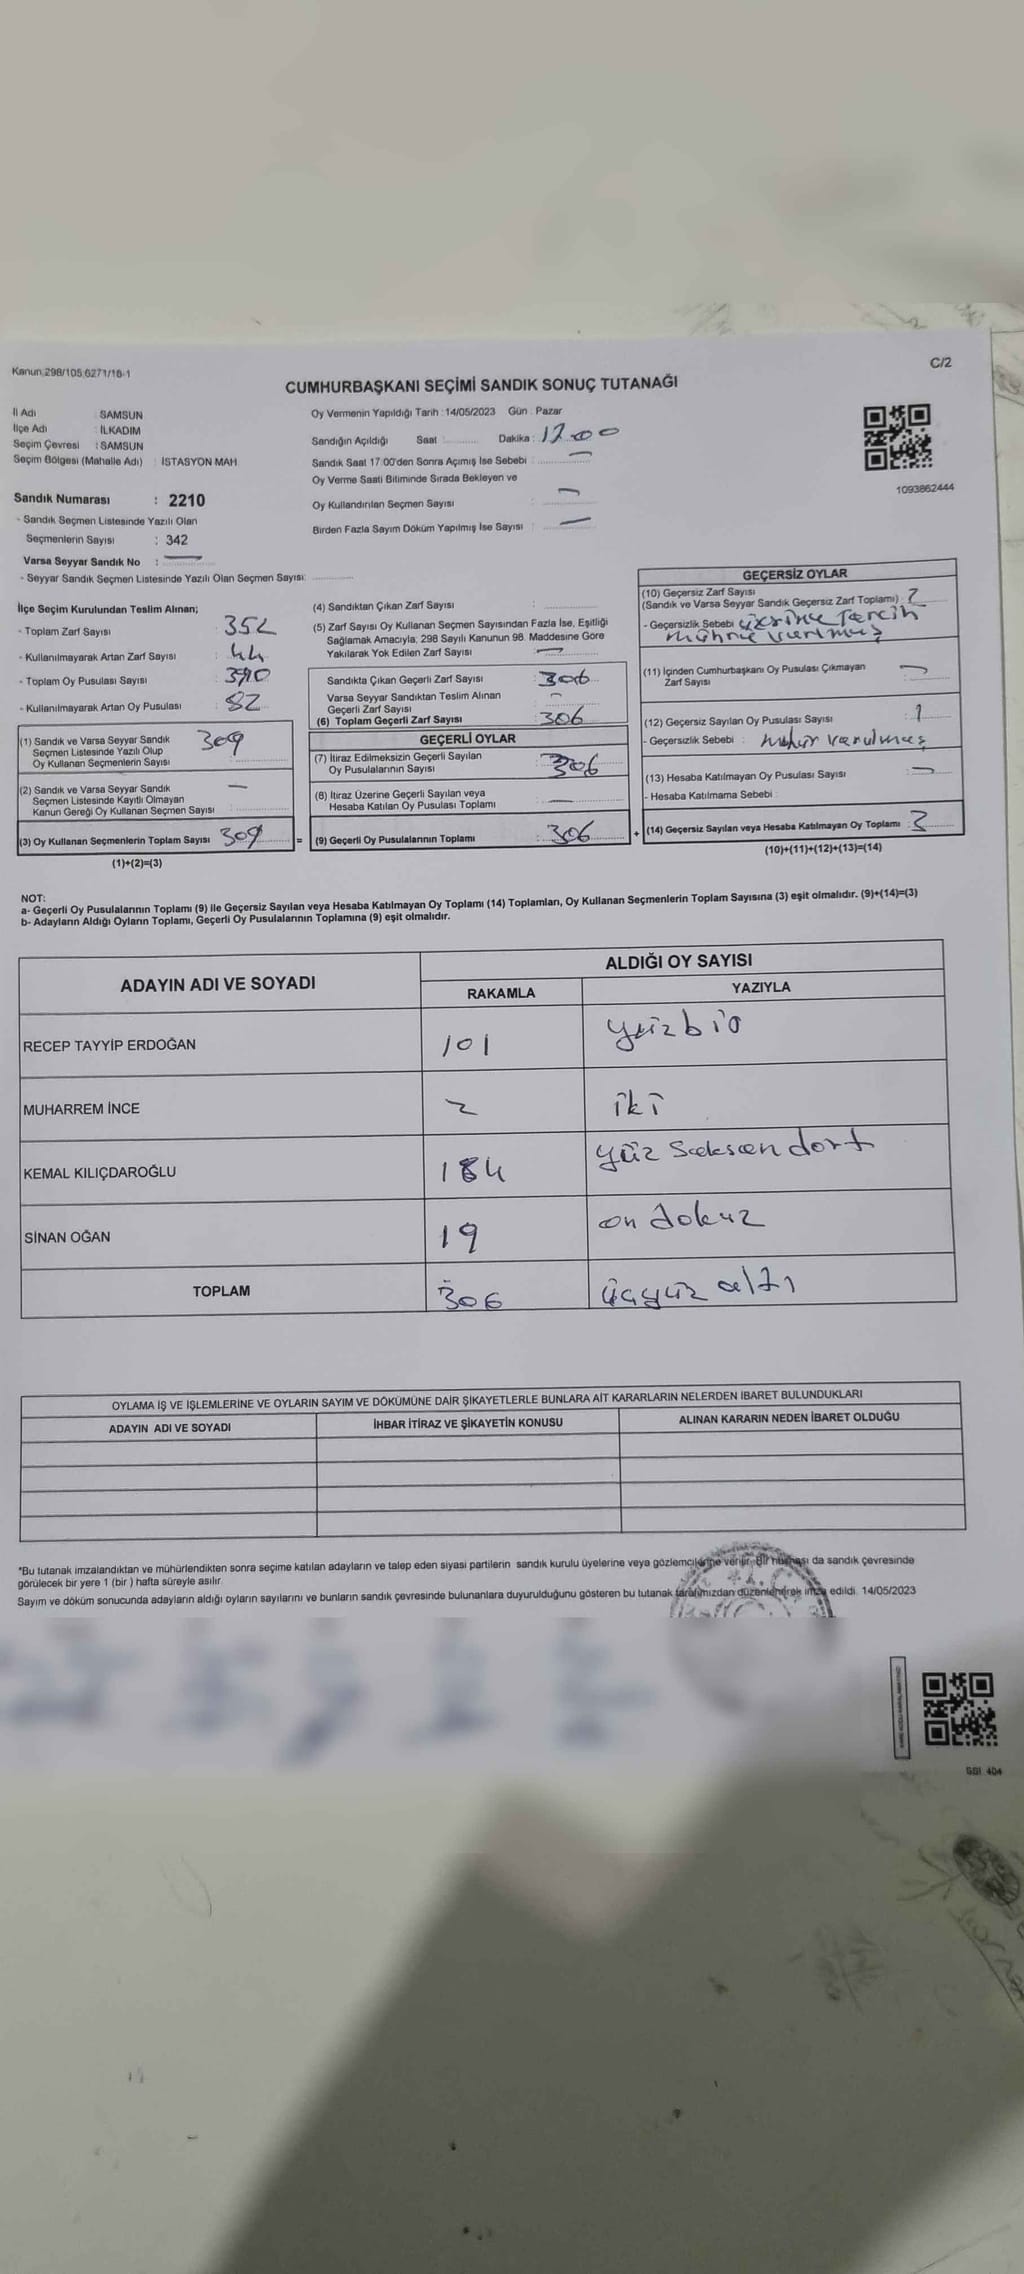 Kanun 298/105,6271/16-1
C/2
CUMHURBAŞKANI SEÇİMİ SANDIK SONUÇ TUTANAĞI
İl Adı : SAMSUN
İlçe Adı : İLKADIM
Seçim Çevresi : SAMSUN
Seçim Bölgesi (Mahalle Adı) : İSTASYON MAH
Sandık Numarası : 2210
- Sandık Seçmen Listesinde Yazılı Olan
Seçmenlerin Sayısı : 342
Varsa Seyyar Sandık No :
- Seyyar Sandık Seçmen Listesinde Yazılı Olan Seçmen Sayısı:
Oy Vermenin Yapıldığı Tarih : 14/05/2023 Gün : Pazar
Sandığın Açıldığı Saat Dakika : 17.00
Sandık Saat 17:00'den Sonra Açımış İse Sebebi :
Oy Verme Saati Bitiminde Sırada Bekleyen ve
Oy Kullandırılan Seçmen Sayısı :
Birden Fazla Sayım Döküm Yapılmış İse Sayısı :
1093862444
İlçe Seçim Kurulundan Teslim Alınan;
- Toplam Zarf Sayısı : 352
- Kullanılmayarak Artan Zarf Sayısı : 44
- Toplam Oy Pusulası Sayısı : 390
- Kullanılmayarak Artan Oy Pusulası : 82
(1) Sandık ve Varsa Seyyar Sandık
Seçmen Listesinde Yazılı Olup
Oy Kullanan Seçmenlerin Sayısı 309
(2) Sandık ve Varsa Seyyar Sandık
Seçmen Listesinde Kayıtlı Olmayan
Kanun Gereği Oy Kullanan Seçmen Sayısı —
(3) Oy Kullanan Seçmenlerin Toplam Sayısı 309 =
(1)+(2)=(3)
(4) Sandıktan Çıkan Zarf Sayısı :
(5) Zarf Sayısı Oy Kullanan Seçmen Sayısından Fazla İse, Eşitliği
Sağlamak Amacıyla; 298 Sayılı Kanunun 98. Maddesine Göre
Yakılarak Yok Edilen Zarf Sayısı —
Sandıkta Çıkan Geçerli Zarf Sayısı : 306
Varsa Seyyar Sandıktan Teslim Alınan
Geçerli Zarf Sayısı : —
(6) Toplam Geçerli Zarf Sayısı 306
GEÇERLİ OYLAR
(7) İtiraz Edilmeksizin Geçerli Sayılan
Oy Pusulalarının Sayısı : 306
(8) İtiraz Üzerine Geçerli Sayılan veya
Hesaba Katılan Oy Pusulası Toplamı : —
(9) Geçerli Oy Pusulalarının Toplamı : 306 +
GEÇERSİZ OYLAR
(10) Geçersiz Zarf Sayısı
(Sandık ve Varsa Seyyar Sandık Geçersiz Zarf Toplamı) : 2
- Geçersizlik Sebebi üzerine Tercih
mührü vurulmuş
(11) İçinden Cumhurbaşkanı Oy Pusulası Çıkmayan
Zarf Sayısı : —
(12) Geçersiz Sayılan Oy Pusulası Sayısı : 1
- Geçersizlik Sebebi : mühür vurulmuş
(13) Hesaba Katılmayan Oy Pusulası Sayısı : —
- Hesaba Katılmama Sebebi :
(14) Geçersiz Sayılan veya Hesaba Katılmayan Oy Toplamı : 3
(10)+(11)+(12)+(13)=(14)
NOT:
a- Geçerli Oy Pusulalarının Toplamı (9) ile Geçersiz Sayılan veya Hesaba Katılmayan Oy Toplamı (14) Toplamları, Oy Kullanan Seçmenlerin Toplam Sayısına (3) eşit olmalıdır. (9)+(14)=(3)
b- Adayların Aldığı Oyların Toplamı, Geçerli Oy Pusulalarının Toplamına (9) eşit olmalıdır.
ADAYIN ADI VE SOYADI
ALDIĞI OY SAYISI
RAKAMLA YAZIYLA
RECEP TAYYİP ERDOĞAN 101 yüzbir
MUHARREM İNCE 2 iki
KEMAL KILIÇDAROĞLU 184 yüz seksen dört
SİNAN OĞAN 19 on dokuz
TOPLAM 306 üçyüz altı
OYLAMA İŞ VE İŞLEMLERİNE VE OYLARIN SAYIM VE DÖKÜMÜNE DAİR ŞİKAYETLERLE BUNLARA AİT KARARLARIN NELERDEN İBARET BULUNDUKLARI
ADAYIN ADI VE SOYADI İHBAR İTİRAZ VE ŞİKAYETİN KONUSU ALINAN KARARIN NEDEN İBARET OLDUĞU
*Bu tutanak imzalandıktan ve mühürlendikten sonra seçime katılan adayların ve talep eden siyasi partilerin sandık kurulu üyelerine veya gözlemcilerine verilir. Bir nüshası da sandık çevresinde
görülecek bir yere 1 (bir ) hafta süreyle asılır.
Sayım ve döküm sonucunda adayların aldığı oyların sayılarını ve bunların sandık çevresinde bulunanlara duyurulduğunu gösteren bu tutanak tarafımızdan düzenlenerek imza edildi. 14/05/2023
SBI 404